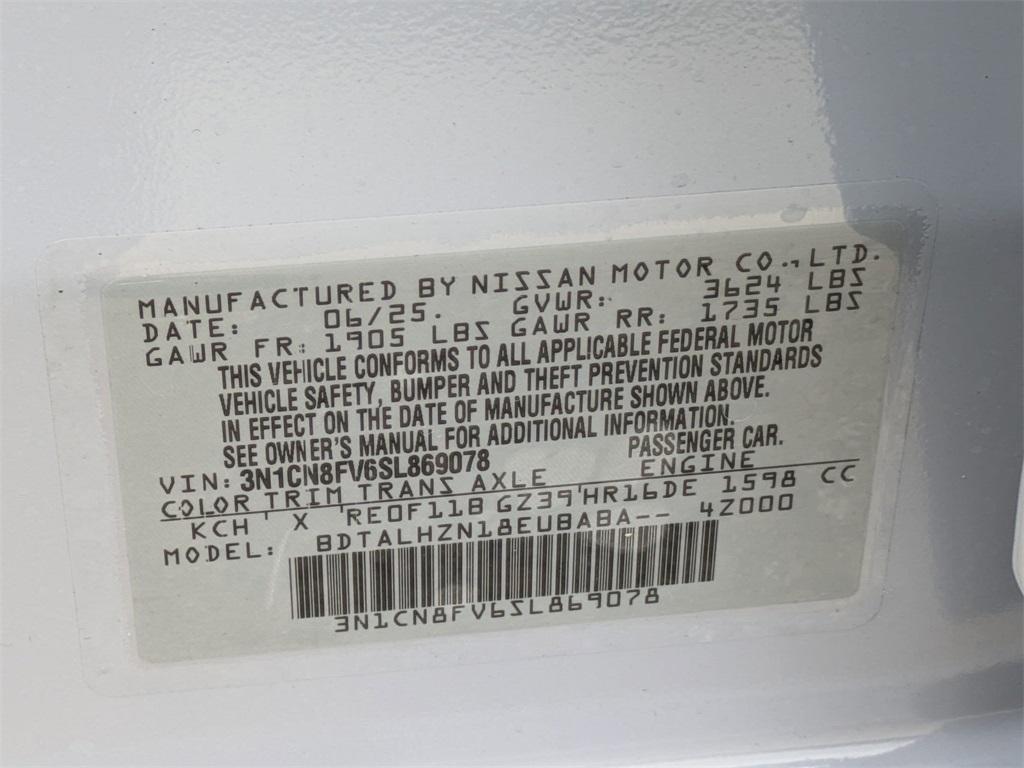 MANUFACTURED BY NISSAN MOTOR CO., LTD.
DATE: 06/25. GVWR: 3624 LBS
GAWR FR: 1905 LBS GAWR RR: 1735 LBS
THIS VEHICLE CONFORMS TO ALL APPLICABLE FEDERAL MOTOR
VEHICLE SAFETY, BUMPER AND THEFT PREVENTION STANDARDS
IN EFFECT ON THE DATE OF MANUFACTURE SHOWN ABOVE.
SEE OWNER'S MANUAL FOR ADDITIONAL INFORMATION.
VIN: 3N1CN8FV6SL869078 PASSENGER CAR.
COLOR TRIM TRANS AXLE ENGINE
KCH X RE0F11B GZ39 HR16DE 1598 CC
MODEL: BDTALHZN18EUBABA-- 4Z000
3N1CN8FV6SL869078